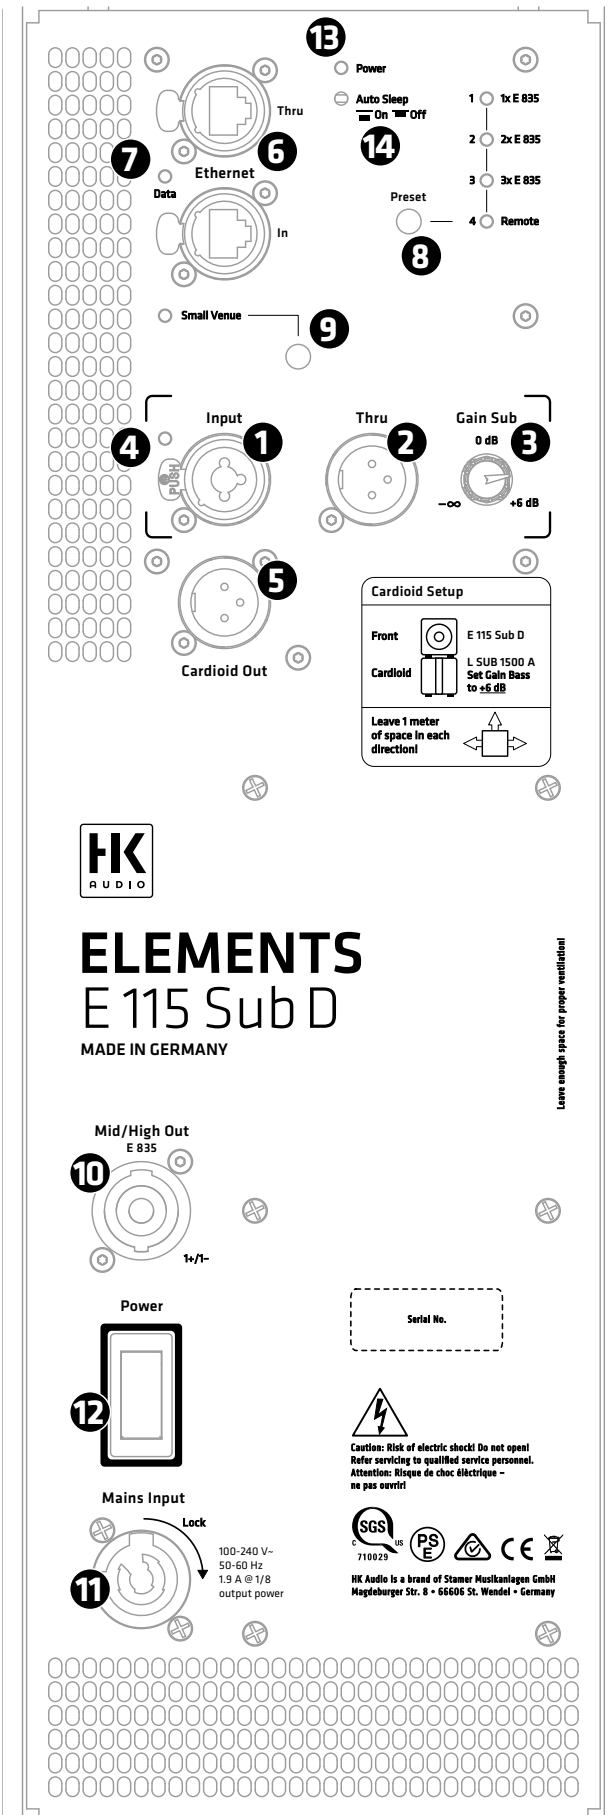 13
Power
Auto Sleep
On Off
14
1 1x E 835
2 2x E 835
3 3x E 835
4 Remote
Preset
8
Thru
6
7
Ethernet
Data
In
Small Venue
9
Input
Thru
Gain Sub
4
1
2
0 dB
3
PUSH
–∞
+6 dB
5
Cardioid Out
Cardioid Setup
Front
E 115 Sub D
Cardioid
L SUB 1500 A
Set Gain Bass
to +6 dB
Leave 1 meter
of space in each
direction!
HK
AUDIO
ELEMENTS
E 115 Sub D
MADE IN GERMANY
Leave enough space for proper ventilation!
Mid/High Out
E 835
10
1+/1–
Power
12
Serial No.
Caution: Risk of electric shock! Do not open!
Refer servicing to qualified service personnel.
Attention: Risque de choc élèctrique –
ne pas ouvrir!
Mains Input
Lock
11
100-240 V~
50-60 Hz
1.9 A @ 1/8
output power
SGS
C US
710029
PS
E
CE
HK Audio is a brand of Stamer Musikanlagen GmbH
Magdeburger Str. 8 • 66606 St. Wendel • Germany